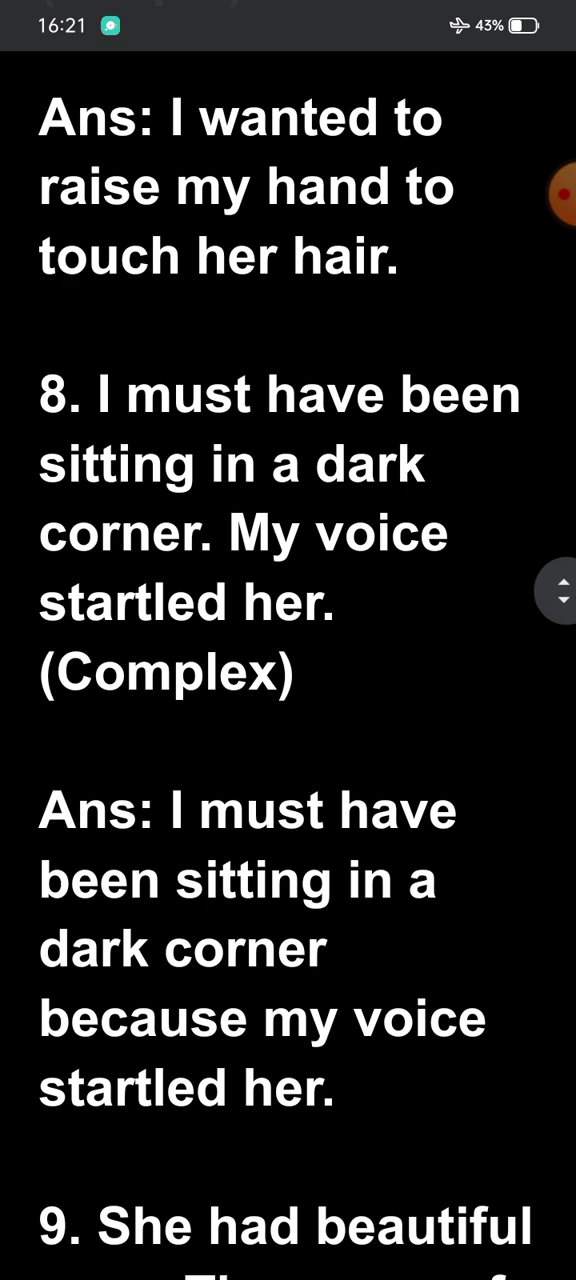 16:21
43%
Ans: I wanted to
raise my hand to
touch her hair.
8. I must have been
sitting in a dark
corner. My voice
startled her.
(Complex)
Ans: I must have
been sitting in a
dark corner
because my voice
startled her.
9. She had beautiful